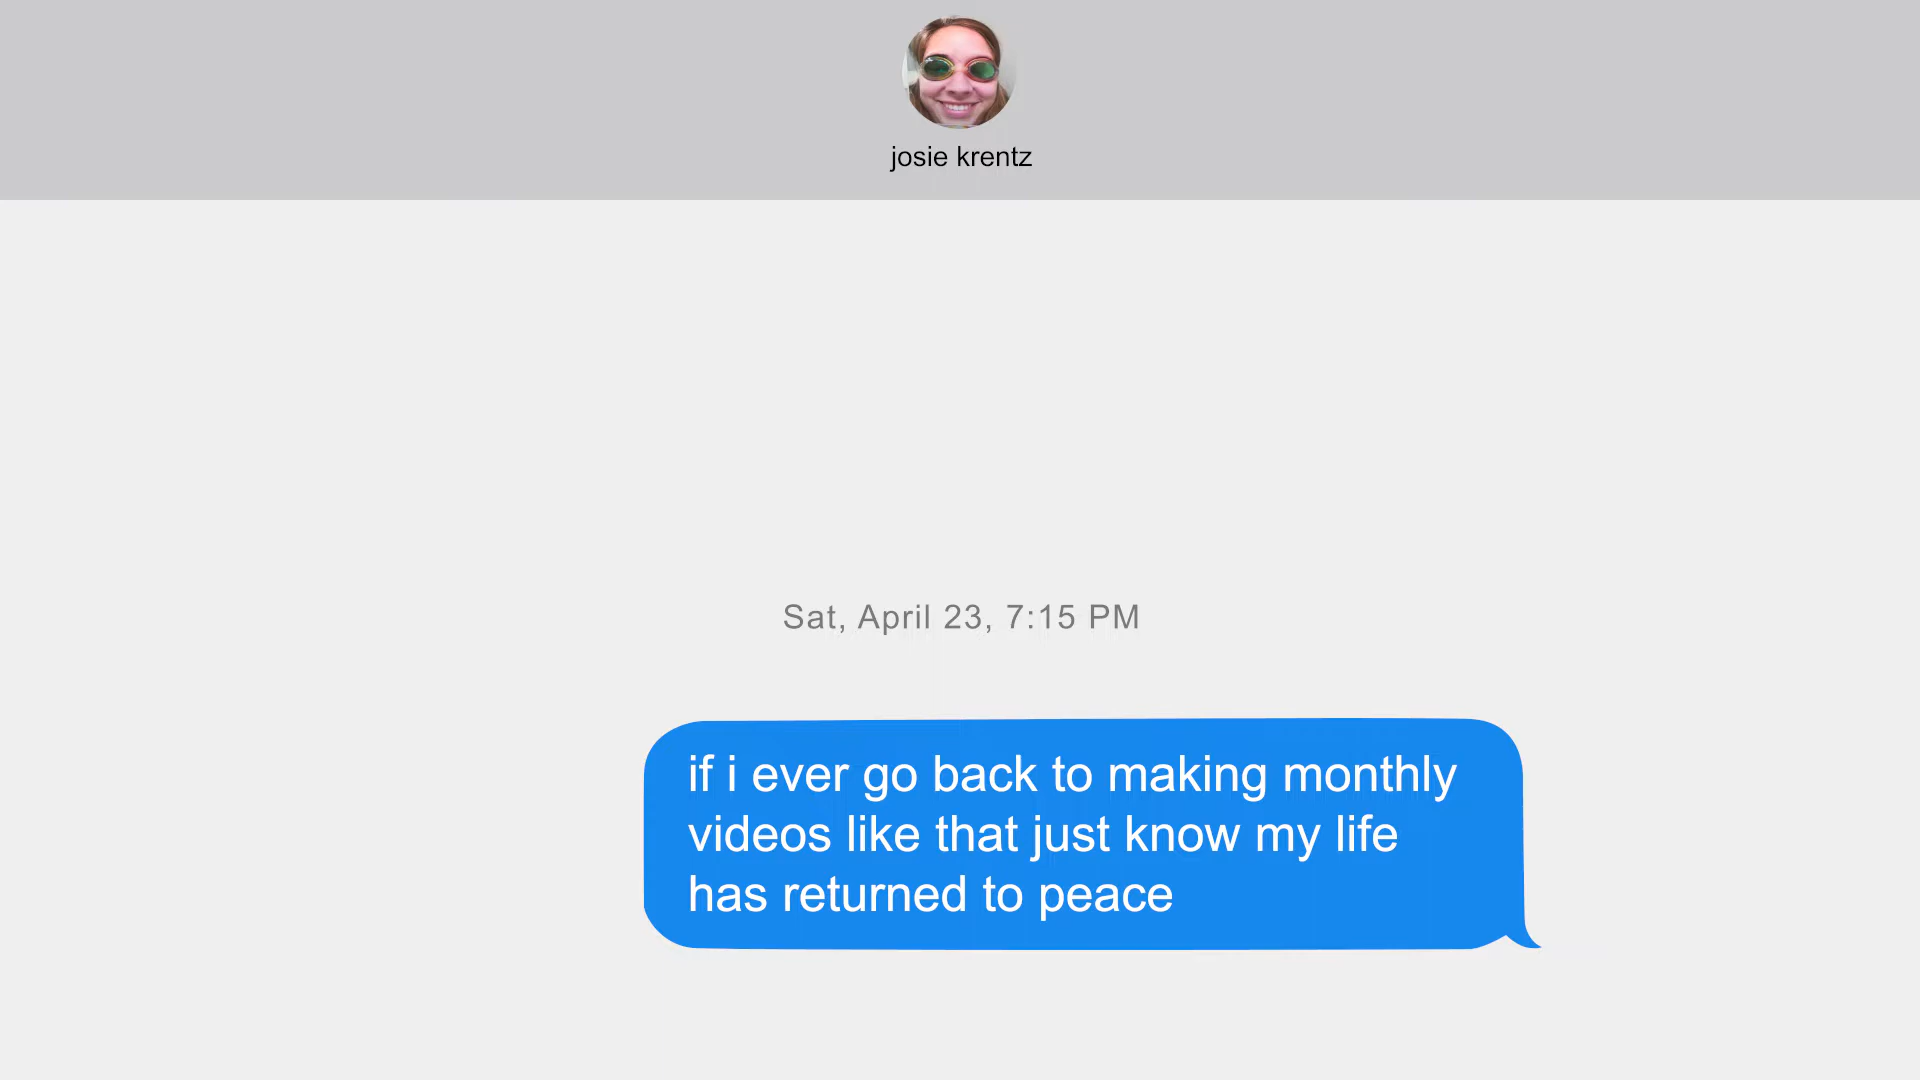 josie krentz
Sat, April 23, 7:15 PM
if i ever go back to making monthly
videos like that just know my life
has returned to peace